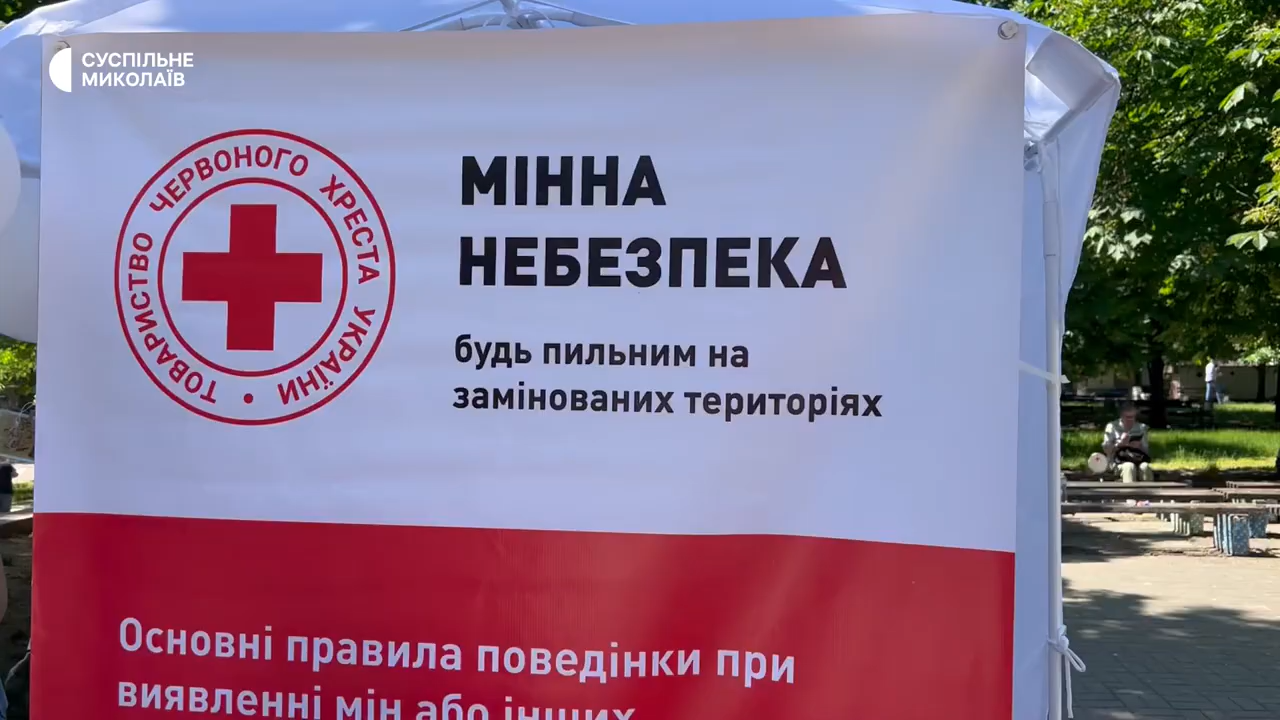 СУСПІЛЬНЕ
МИКОЛАЇВ
ТОВАРИСТВО ЧЕРВОНОГО ХРЕСТА УКРАЇНИ •
МІННА
НЕБЕЗПЕКА
будь пильним на
замінованих територіях
Основні правила поведінки при
виявленні мін або інших